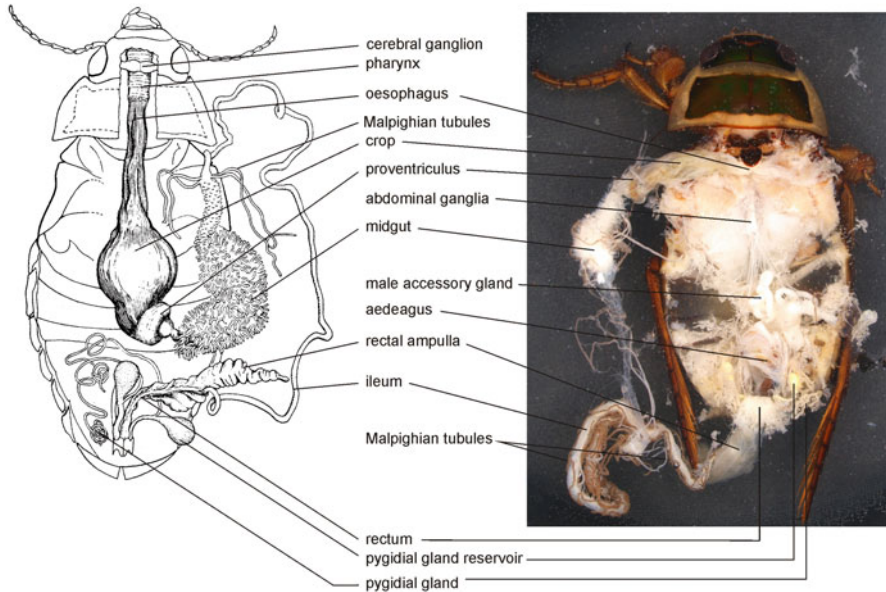 cerebral ganglion
pharynx
oesophagus
Malpighian tubules
crop
proventriculus
abdominal ganglia
midgut
male accessory gland
aedeagus
rectal ampulla
ileum
Malpighian tubules
rectum
pygidial gland reservoir
pygidial gland